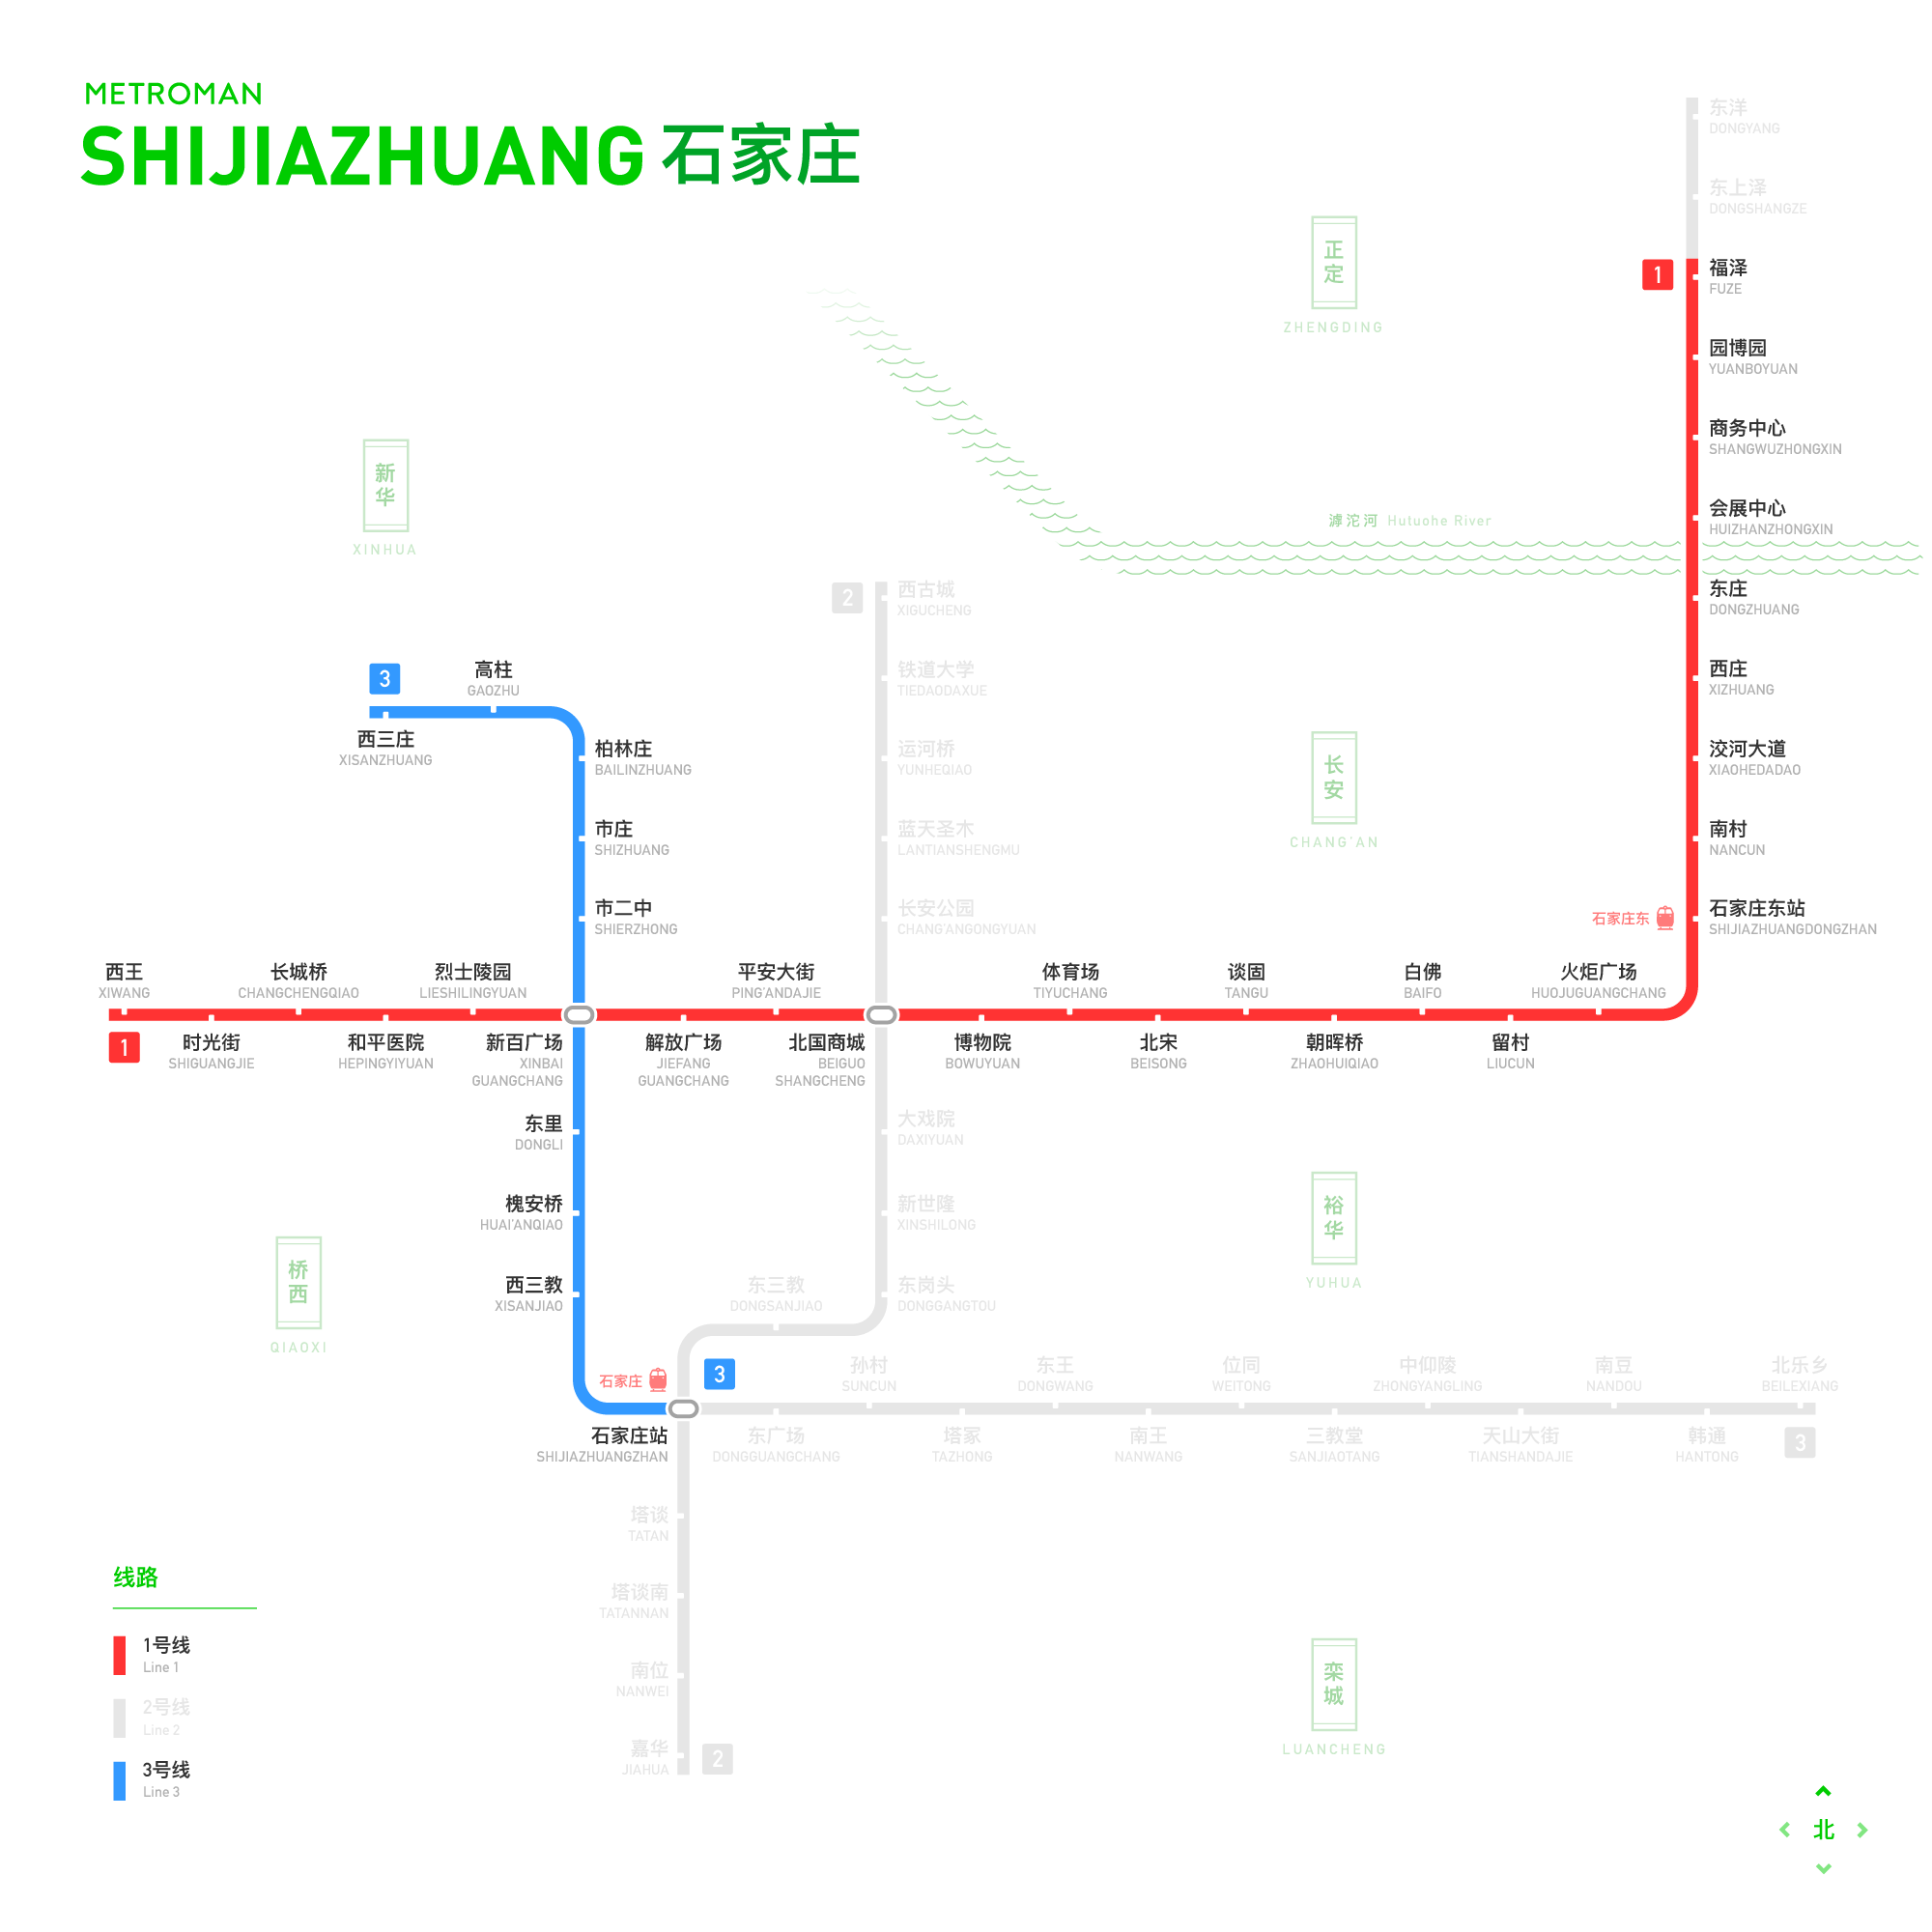 METROMAN
SHIJIAZHUANG 石家庄
东洋
DONGYANG
东上泽
DONGSHANGZE
1
福泽
FUZE
园博园
YUANBOYUAN
商务中心
SHANGWUZHONGXIN
会展中心
HUIZHANZHONGXIN
东庄
DONGZHUANG
西庄
XIZHUANG
洨河大道
XIAOHEDADAO
南村
NANCUN
石家庄东
石家庄东站
SHIJIAZHUANGDONGZHAN
正定
ZHENGDING
新华
XINHUA
滹沱河 Hutuohe River
长安
CHANG'AN
2
西古城
XIGUCHENG
铁道大学
TIEDAODAXUE
运河桥
YUNHEQIAO
蓝天圣木
LANTIANSHENGMU
长安公园
CHANG'ANGONGYUAN
3
高柱
GAOZHU
西三庄
XISANZHUANG
柏林庄
BAILINZHUANG
市庄
SHIZHUANG
市二中
SHIERZHONG
西王
XIWANG
长城桥
CHANGCHENGQIAO
烈士陵园
LIESHILINGYUAN
平安大街
PING'ANDAJIE
体育场
TIYUCHANG
谈固
TANGU
白佛
BAIFO
火炬广场
HUOJUGUANGCHANG
1
时光街
SHIGUANGJIE
和平医院
HEPINGYIYUAN
新百广场
XINBAI
GUANGCHANG
解放广场
JIEFANG
GUANGCHANG
北国商城
BEIGUO
SHANGCHENG
博物院
BOWUYUAN
北宋
BEISONG
朝晖桥
ZHAOHUIQIAO
留村
LIUCUN
东里
DONGLI
槐安桥
HUAI'ANQIAO
西三教
XISANJIAO
大戏院
DAXIYUAN
新世隆
XINSHILONG
东岗头
DONGGANGTOU
东三教
DONGSANJIAO
裕华
YUHUA
桥西
QIAOXI
石家庄
3
石家庄站
SHIJIAZHUANGZHAN
孙村
SUNCUN
东王
DONGWANG
位同
WEITONG
中仰陵
ZHONGYANGLING
南豆
NANDOU
北乐乡
BEILEXIANG
东广场
DONGGUANGCHANG
塔冢
TAZHONG
南王
NANWANG
三教堂
SANJIAOTANG
天山大街
TIANSHANDAJIE
韩通
HANTONG
3
塔谈
TATAN
塔谈南
TATANNAN
南位
NANWEI
嘉华
JIAHUA
2
栾城
LUANCHENG
线路
1号线
Line 1
2号线
Line 2
3号线
Line 3
北